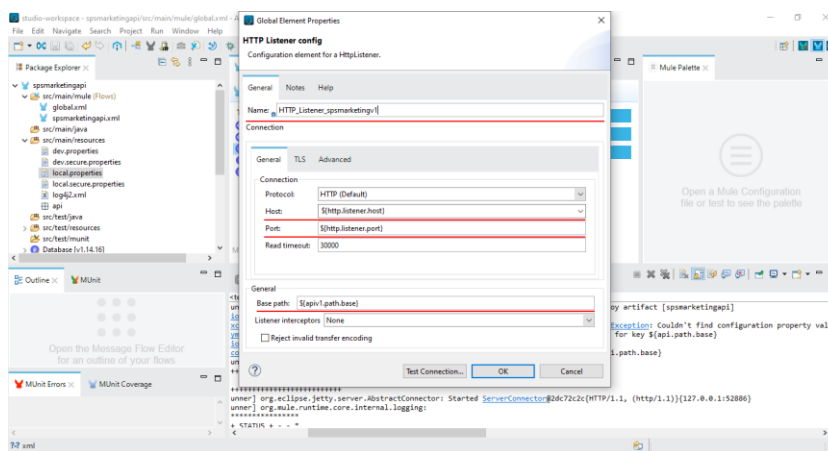 studio-workspace - spsmarketingapi/src/main/mule/global.xml - A
File Edit Navigate Search Project Run Window Help
Package Explorer
spsmarketingapi
src/main/mule (Flows)
global.xml
spsmarketingapi.xml
src/main/java
src/main/resources
dev.properties
dev.secure.properties
local.properties
local.secure.properties
log4j2.xml
api
src/test/java
src/test/resources
src/test/munit
Database [v1.14.16]
Outline MUnit
Open the Message Flow Editor
for an outline of your flows
MUnit Errors MUnit Coverage
xml
Global Element Properties
HTTP Listener config
Configuration element for a HttpListener.
General Notes Help
Name: HTTP_Listener_spsmarketingv1
Connection
General TLS Advanced
Connection
Protocol: HTTP (Default)
Host: ${http.listener.host}
Port: ${http.listener.port}
Read timeout: 30000
General
Base path: ${apiv1.path.base}
Listener interceptors None
Reject invalid transfer encoding
Test Connection... OK Cancel
Mule Palette
Open a Mule Configuration
file or test to see the palette
oy artifact [spsmarketingapi]
Exception: Couldn't find configuration property val
for key ${api.path.base}
i.path.base}
++++++++++++++++++++++++++
unner] org.eclipse.jetty.server.AbstractConnector: Started ServerConnector@2dc72c2c{HTTP/1.1, (http/1.1)}{127.0.0.1:52886}
unner] org.mule.runtime.core.internal.logging:
****************
+ STATUS + - - *